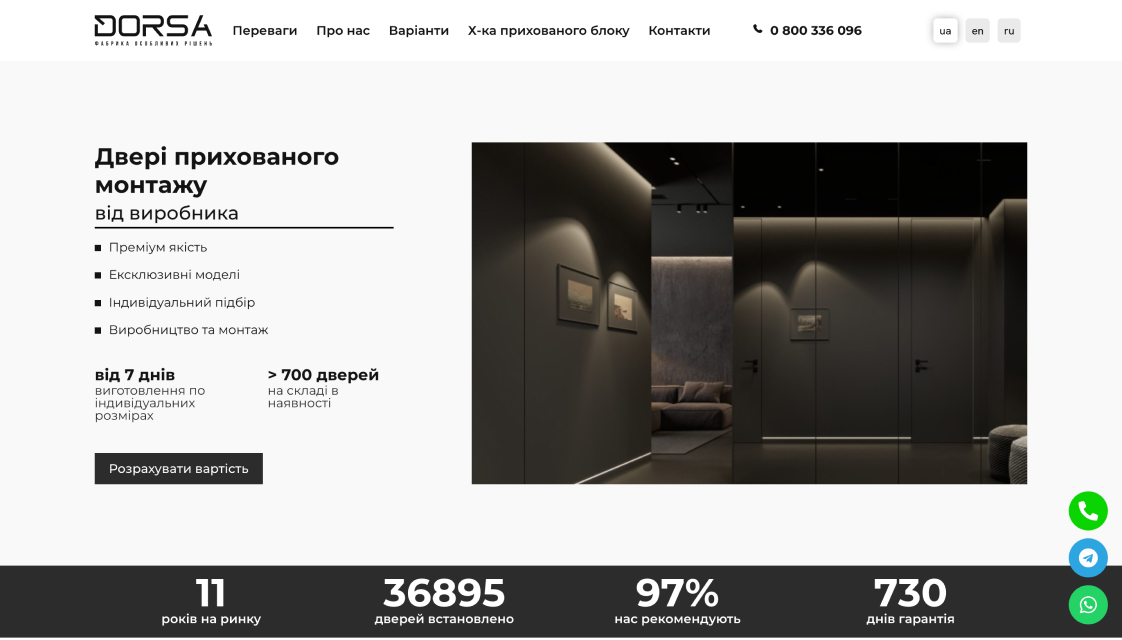 DORSA
ФАБРИКА ОСОБЛИВИХ РІШЕНЬ
Переваги Про нас Варіанти Х-ка прихованого блоку Контакти 0 800 336 096 ua en ru
Двері прихованого
монтажу
від виробника
Преміум якість
Ексклюзивні моделі
Індивідуальний підбір
Виробництво та монтаж
від 7 днів
виготовлення по
індивідуальних
розмірах
> 700 дверей
на складі в
наявності
Розрахувати вартість
11
років на ринку
36895
дверей встановлено
97%
нас рекомендують
730
днів гарантія